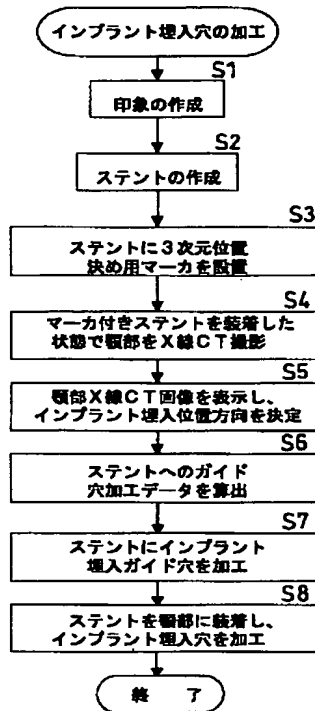 インプラント埋入穴の加工
S1
印象の作成
S2
ステントの作成
S3
ステントに3次元位置
決め用マーカを設置
S4
マーカ付きステントを装着した
状態で顎部をX線CT撮影
S5
顎部X線CT画像を表示し、
インプラント埋入位置方向を決定
S6
ステントへのガイド
穴加工データを算出
S7
ステントにインプラント
埋入ガイド穴を加工
S8
ステントを顎部に装着し、
インプラント埋入穴を加工
終 了